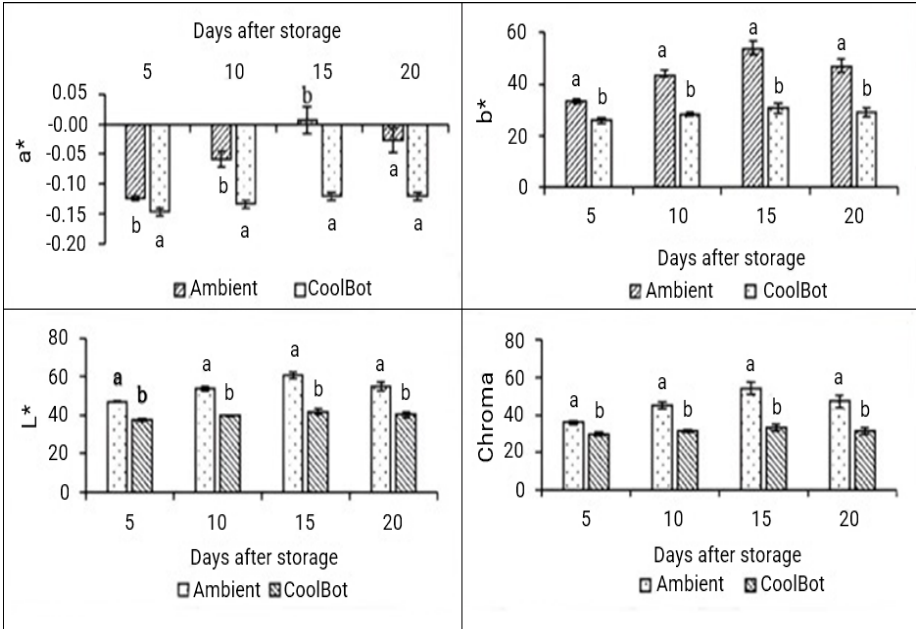 Days after storage
5 10 15 20
0.05
-0.00
-0.05
-0.10
-0.15
-0.20
a*
b
a
b
a
b
a
a
a
Ambient CoolBot
60
40
20
0
b*
a b a b a b a b
5 10 15 20
Days after storage
Ambient CoolBot
80
60
40
20
0
L*
a b a b a b a b
5 10 15 20
Days after storage
Ambient CoolBot
80
60
40
20
0
Chroma
a b a b a b a b
5 10 15 20
Days after storage
Ambient CoolBot